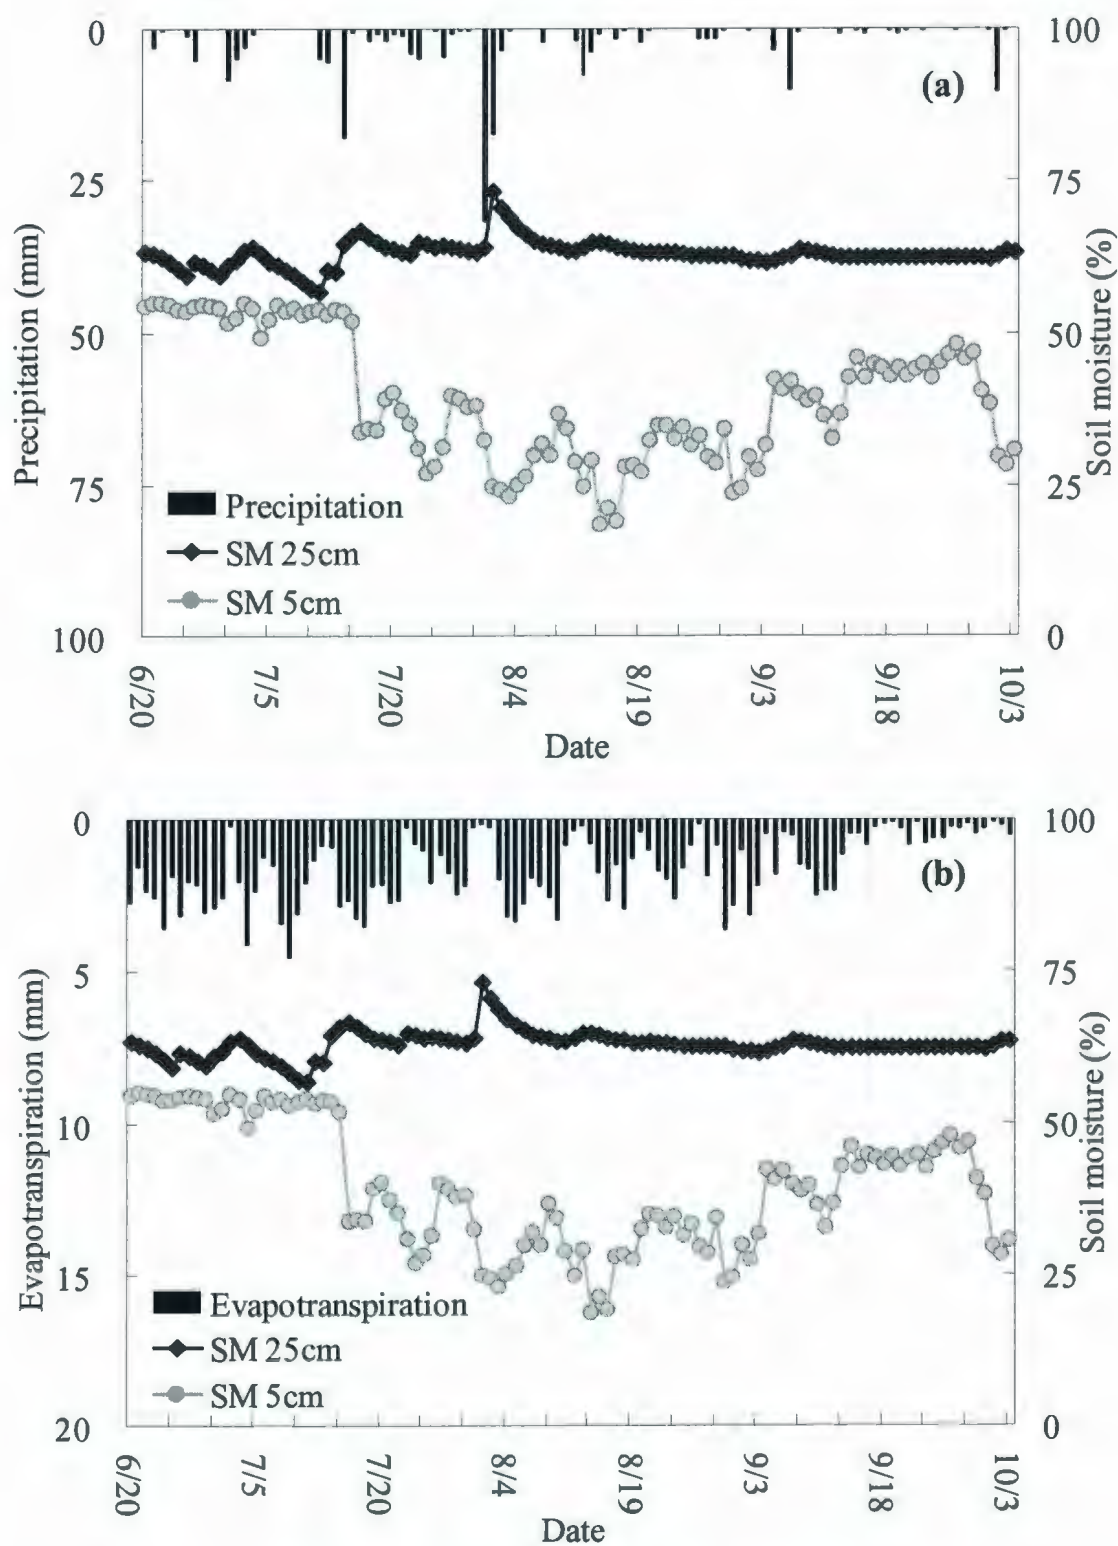 0
25
50
75
100
Precipitation (mm)
100
75
50
25
0
Soil moisture (%)
(a)
Precipitation
SM 25cm
SM 5cm
6/20
7/5
7/20
8/4
8/19
9/3
9/18
10/3
Date
0
5
10
15
20
Evapotranspiration (mm)
100
75
50
25
0
Soil moisture (%)
(b)
Evapotranspiration
SM 25cm
SM 5cm
6/20
7/5
7/20
8/4
8/19
9/3
9/18
10/3
Date